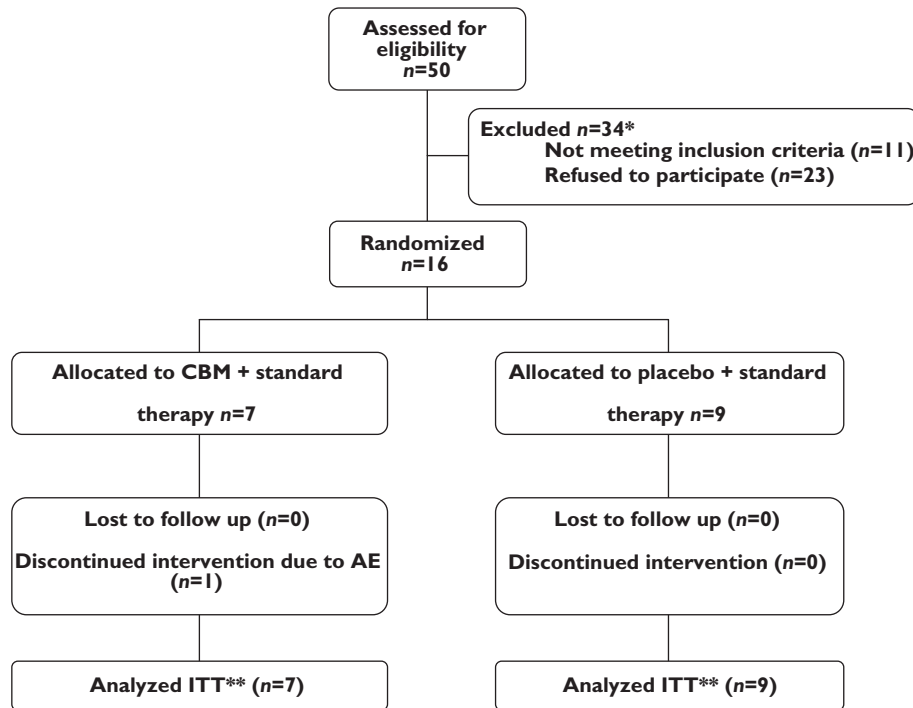 Assessed for
eligibility
n=50
Excluded n=34*
Not meeting inclusion criteria (n=11)
Refused to participate (n=23)
Randomized
n=16
Allocated to CBM + standard
therapy n=7
Allocated to placebo + standard
therapy n=9
Lost to follow up (n=0)
Discontinued intervention due to AE
(n=1)
Lost to follow up (n=0)
Discontinued intervention (n=0)
Analyzed ITT** (n=7)
Analyzed ITT** (n=9)